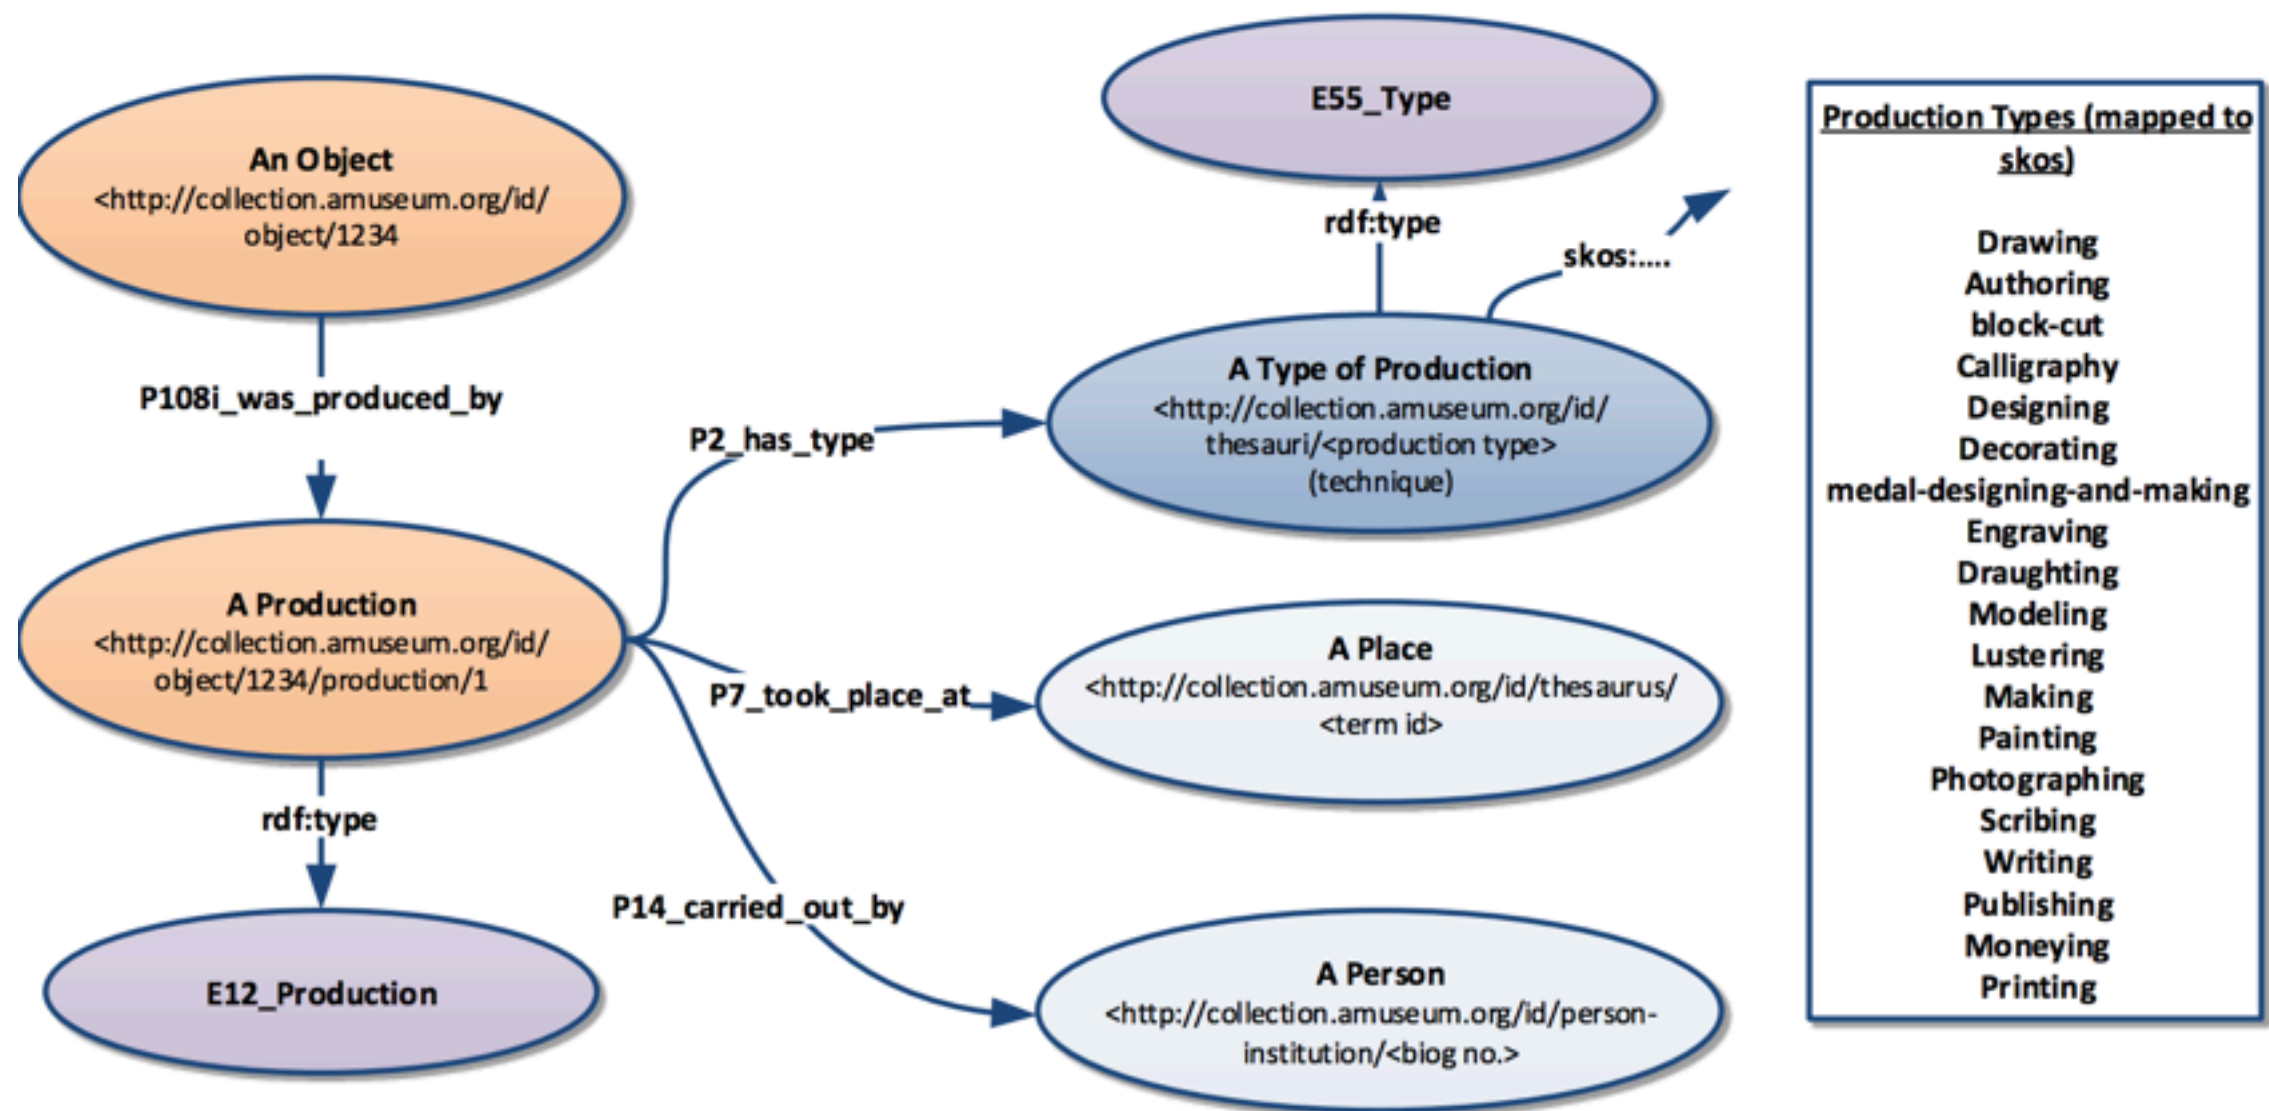 An Object
<http://collection.amuseum.org/id/
object/1234
P108i_was_produced_by
A Production
<http://collection.amuseum.org/id/
object/1234/production/1
rdf:type
E12_Production
P2_has_type
P7_took_place_at
P14_carried_out_by
E55_Type
rdf:type
skos:....
A Type of Production
<http://collection.amuseum.org/id/
thesauri/<production type>
(technique)
A Place
<http://collection.amuseum.org/id/thesaurus/
<term id>
A Person
<http://collection.amuseum.org/id/person-
institution/<biog no.>
Production Types (mapped to
skos)
Drawing
Authoring
block-cut
Calligraphy
Designing
Decorating
medal-designing-and-making
Engraving
Draughting
Modeling
Lustering
Making
Painting
Photographing
Scribing
Writing
Publishing
Moneying
Printing